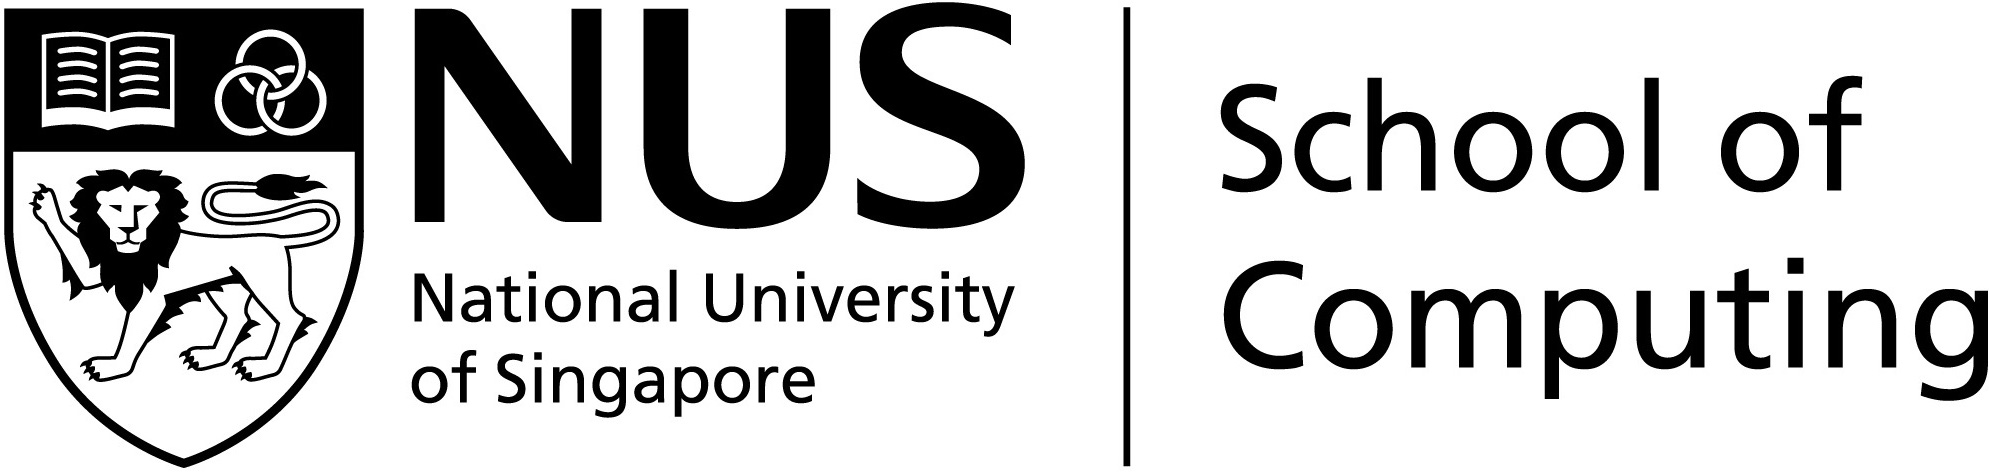 NUS
National University
of Singapore
School of
Computing